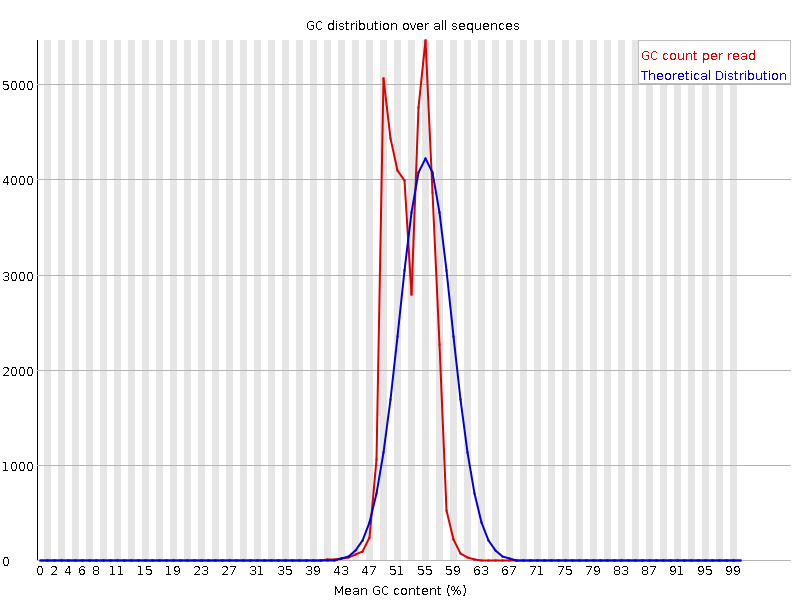 GC distribution over all sequences
GC count per read
Theoretical Distribution
5000
4000
3000
2000
1000
0
0 2 4 6 8 11 15 19 23 27 31 35 39 43 47 51 55 59 63 67 71 75 79 83 87 91 95 99
Mean GC content (%)